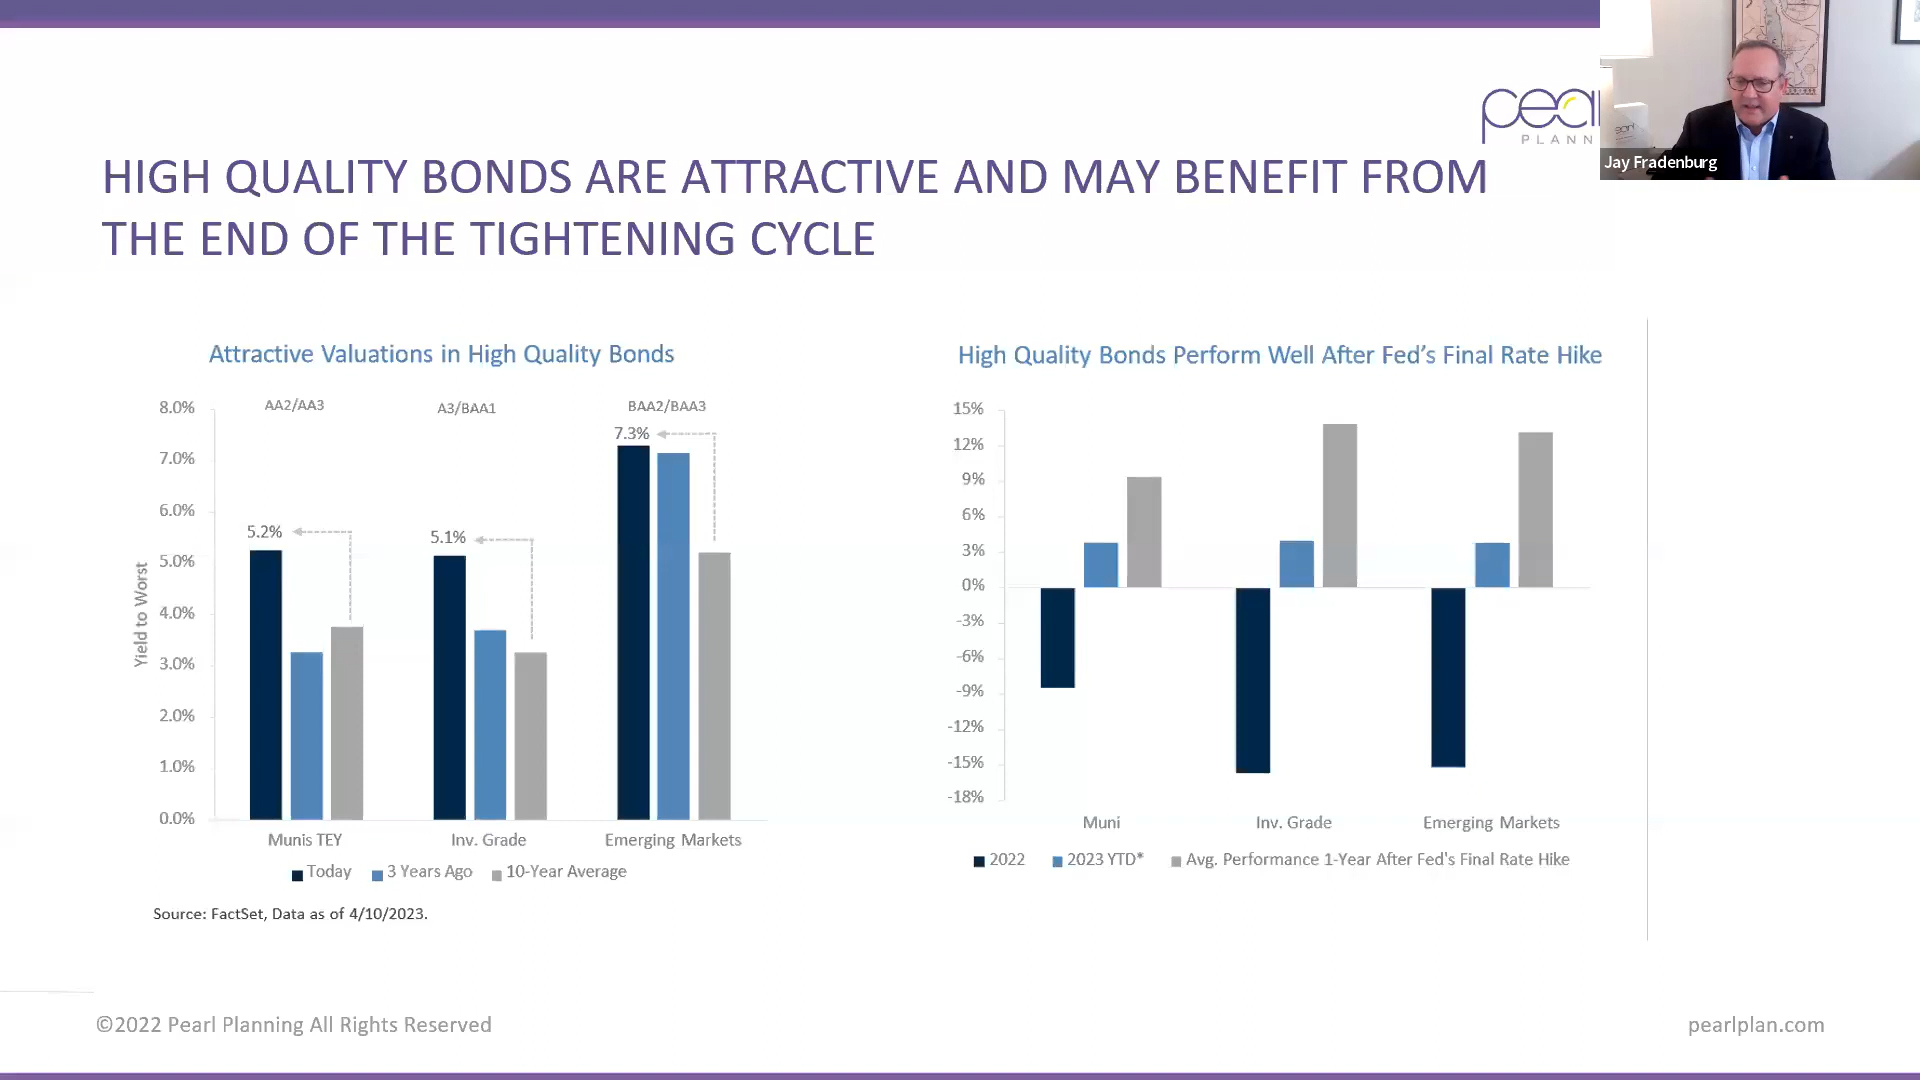 pearl
PLANN
Jay Fradenburg
HIGH QUALITY BONDS ARE ATTRACTIVE AND MAY BENEFIT FROM
THE END OF THE TIGHTENING CYCLE
Attractive Valuations in High Quality Bonds
AA2/AA3
A3/BAA1
BAA2/BAA3
8.0%
7.0%
6.0%
5.0%
4.0%
3.0%
2.0%
1.0%
0.0%
Yield to Worst
5.2%
5.1%
7.3%
Munis TEY
Inv. Grade
Emerging Markets
Today
3 Years Ago
10-Year Average
Source: FactSet, Data as of 4/10/2023.
High Quality Bonds Perform Well After Fed's Final Rate Hike
15%
12%
9%
6%
3%
0%
-3%
-6%
-9%
-12%
-15%
-18%
Muni
Inv. Grade
Emerging Markets
2022
2023 YTD*
Avg. Performance 1-Year After Fed's Final Rate Hike
©2022 Pearl Planning All Rights Reserved
pearlplan.com